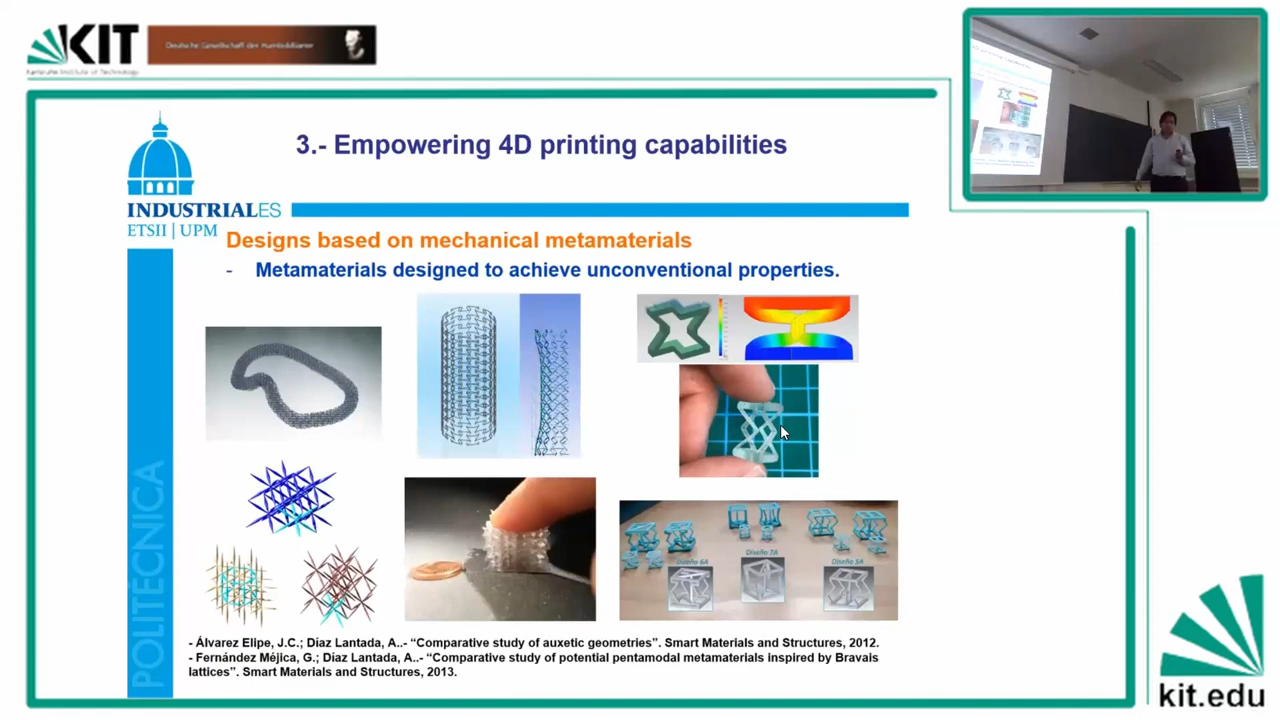 KIT
Karlsruhe Institute of Technology
Deutsche Gesellschaft der Humboldtianer
3.- Empowering 4D printing capabilities
INDUSTRIALES
ETSII | UPM
Designs based on mechanical metamaterials
- Metamaterials designed to achieve unconventional properties.
POLITÉCNICA
Diseño 6A
Diseño 7A
Diseño 5A
- Álvarez Elipe, J.C.; Díaz Lantada, A..- “Comparative study of auxetic geometries”. Smart Materials and Structures, 2012.
- Fernández Méjica, G.; Díaz Lantada, A..- “Comparative study of potential pentamodal metamaterials inspired by Bravais
lattices”. Smart Materials and Structures, 2013.
kit.edu